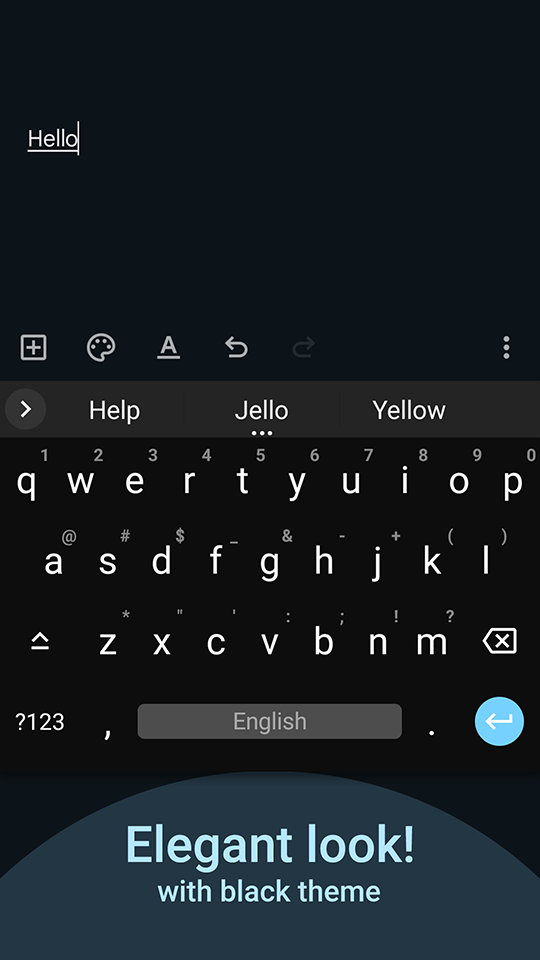 Hello
A
Help Jello Yellow
1 2 3 4 5 6 7 8 9 0
q w e r t y u i o p
@ # $ _ & - + ( )
a s d f g h j k l
* " ' : ; ! ?
z x c v b n m
?123 , English .
Elegant look!
with black theme